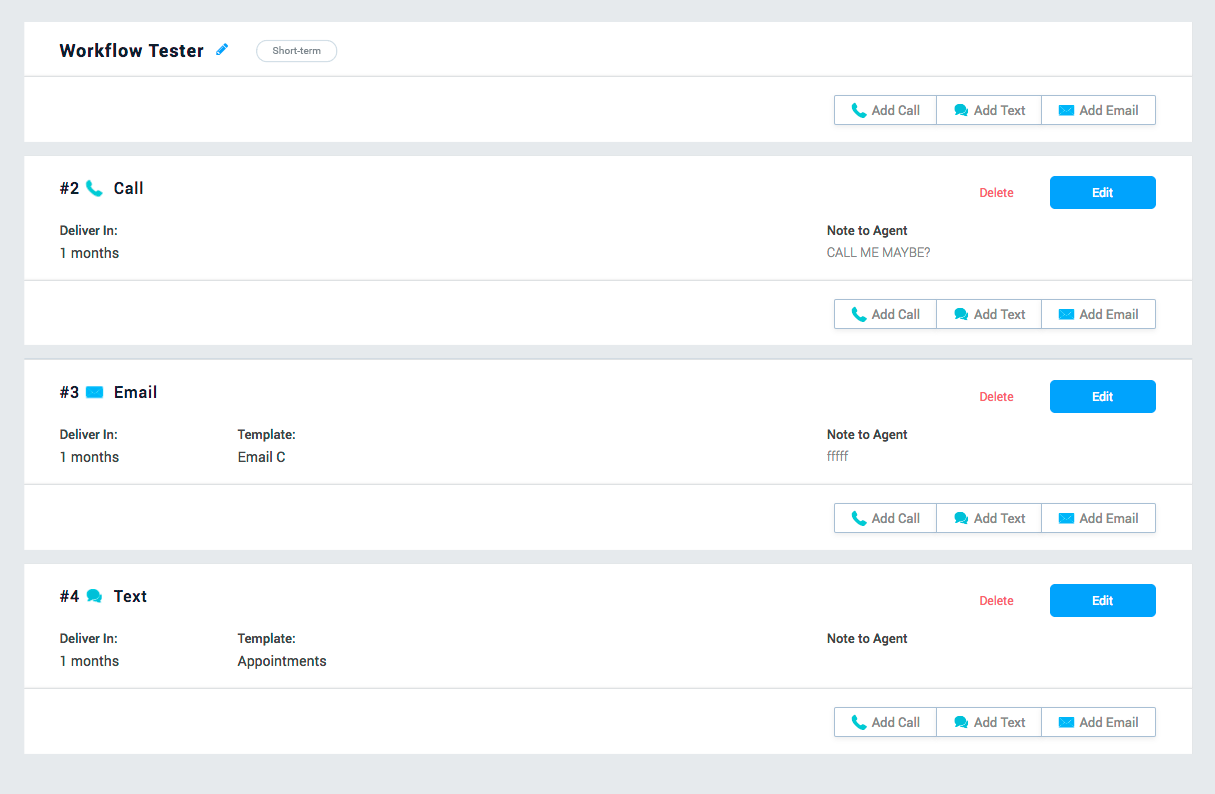 Workflow Tester Short-term
Add Call Add Text Add Email
#2 Call Delete Edit
Deliver In: Note to Agent
1 months CALL ME MAYBE?
Add Call Add Text Add Email
#3 Email Delete Edit
Deliver In: Template: Note to Agent
1 months Email C fffff
Add Call Add Text Add Email
#4 Text Delete Edit
Deliver In: Template: Note to Agent
1 months Appointments
Add Call Add Text Add Email